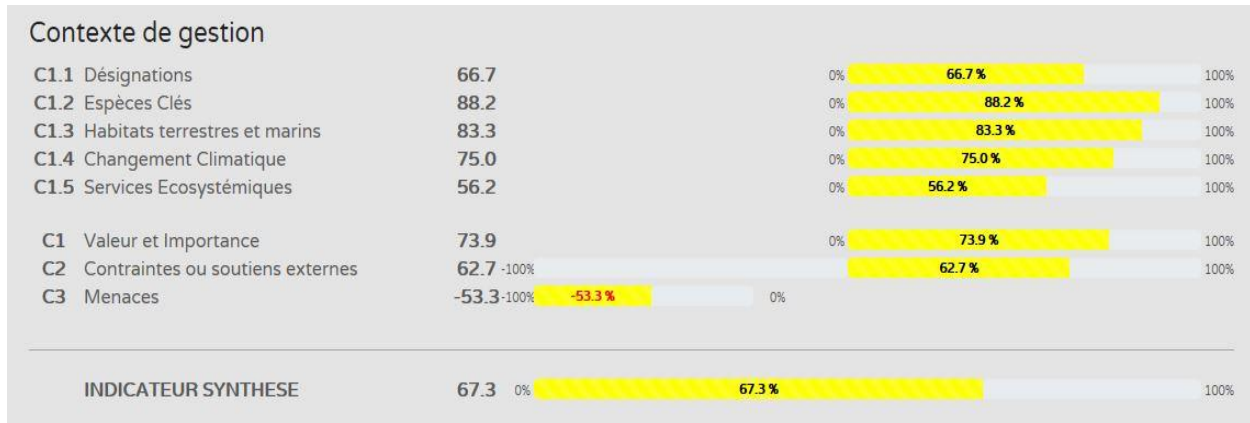 Contexte de gestion
C1.1 Désignations 66.7 0% 66.7 % 100%
C1.2 Espèces Clés 88.2 0% 88.2 % 100%
C1.3 Habitats terrestres et marins 83.3 0% 83.3 % 100%
C1.4 Changement Climatique 75.0 0% 75.0 % 100%
C1.5 Services Ecosystémiques 56.2 0% 56.2 % 100%
C1 Valeur et Importance 73.9 0% 73.9 % 100%
C2 Contraintes ou soutiens externes 62.7 -100% 62.7 % 100%
C3 Menaces -53.3 -100% -53.3 % 0%
INDICATEUR SYNTHESE 67.3 0% 67.3 % 100%